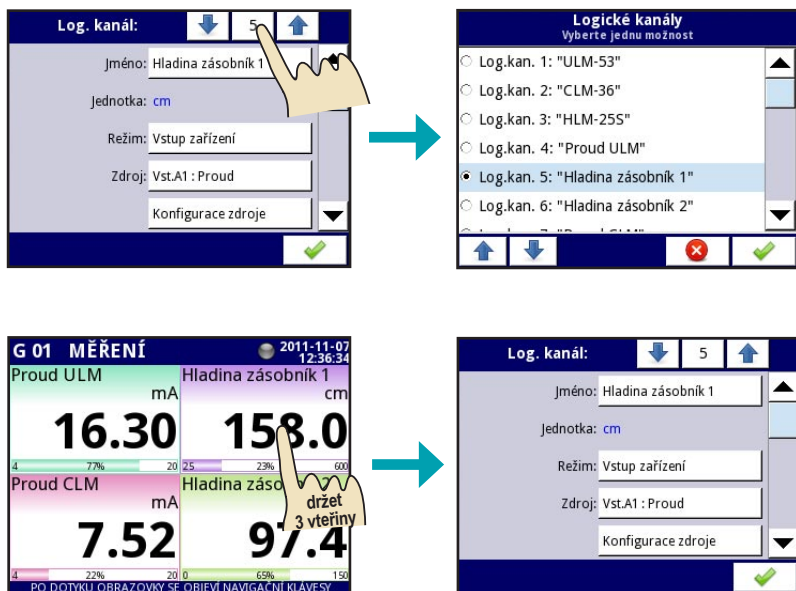 Log. kanál: 5
Jméno: Hladina zásobník 1
Jednotka: cm
Režim: Vstup zařízení
Zdroj: Vst.A1 : Proud
Konfigurace zdroje
Logické kanály
Vyberte jednu možnost
Log.kan. 1: "ULM-53"
Log.kan. 2: "CLM-36"
Log.kan. 3: "HLM-25S"
Log.kan. 4: "Proud ULM"
Log.kan. 5: "Hladina zásobník 1"
Log.kan. 6: "Hladina zásobník 2"
G 01 MĚŘENÍ 2011-11-07
12:36:34
Proud ULM
mA
16.30
4 77% 20
Hladina zásobník 1
cm
158.0
25 23% 600
Proud CLM
mA
7.52
4 22% 20
Hladina
97.4
0 65% 150
držet
3 vteřiny
PO DOTYKU OBRAZOVKY SE OBJEVÍ NAVIGAČNÍ KLÁVESY
Log. kanál: 5
Jméno: Hladina zásobník 1
Jednotka: cm
Režim: Vstup zařízení
Zdroj: Vst.A1 : Proud
Konfigurace zdroje